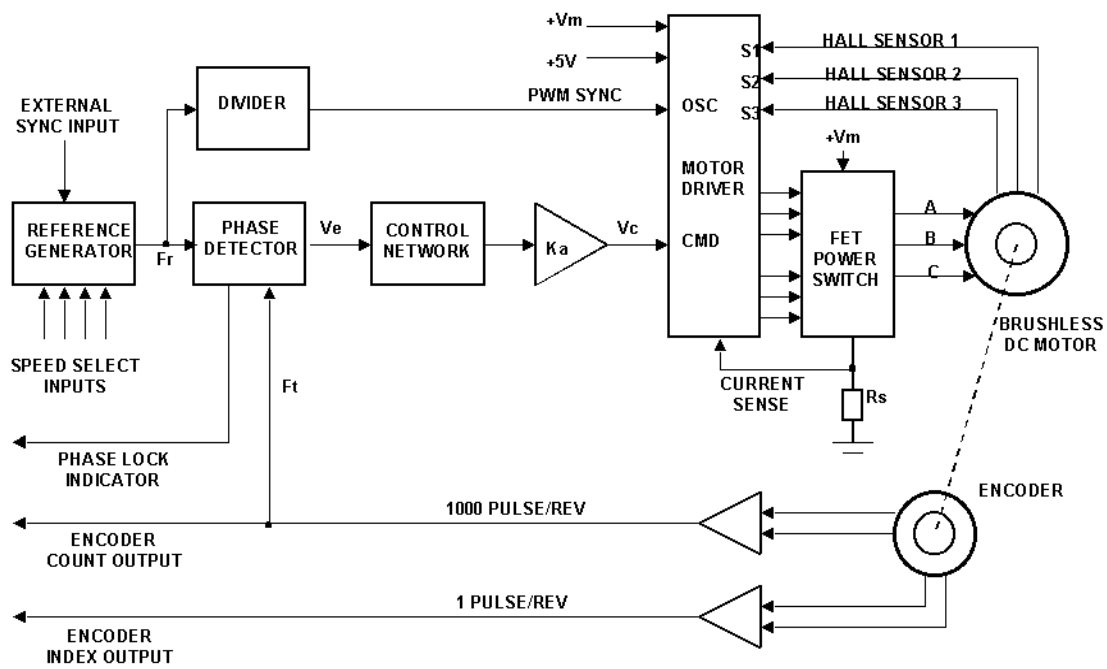 +Vm
+5V
S1
HALL SENSOR 1
S2
HALL SENSOR 2
S3
HALL SENSOR 3
EXTERNAL
SYNC INPUT
DIVIDER
PWM SYNC
OSC
+Vm
MOTOR
DRIVER
REFERENCE
GENERATOR
Fr
PHASE
DETECTOR
Ve
CONTROL
NETWORK
Ka
Vc
CMD
FET
POWER
SWITCH
A
B
C
BRUSHLESS
DC MOTOR
SPEED SELECT
INPUTS
Ft
CURRENT
SENSE
Rs
PHASE LOCK
INDICATOR
1000 PULSE/REV
ENCODER
ENCODER
COUNT OUTPUT
1 PULSE/REV
ENCODER
INDEX OUTPUT